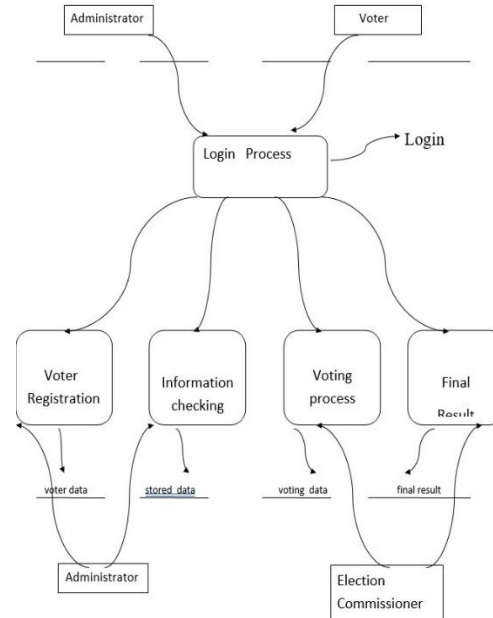 Administrator
Voter
Login Process
Login
Voter
Registration
Information
checking
Voting
process
Final
Result
voter data
stored data
voting data
final result
Administrator
Election
Commissioner